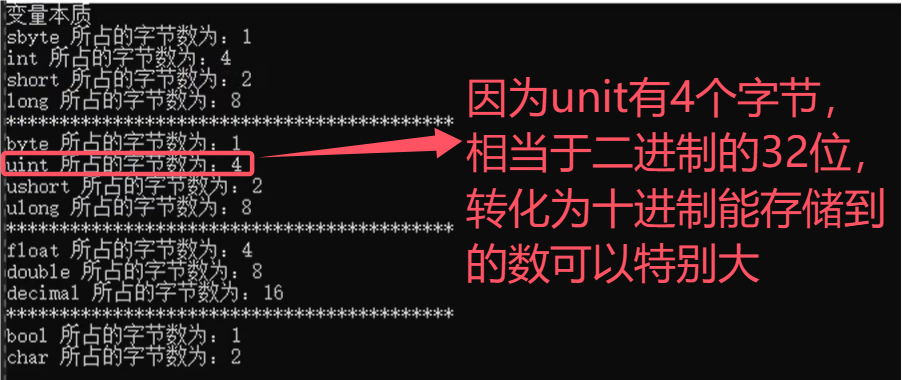 变量本质
sbyte 所占的字节数为：1
int 所占的字节数为：4
short 所占的字节数为：2
long 所占的字节数为：8
******************************************
byte 所占的字节数为：1
uint 所占的字节数为：4
ushort 所占的字节数为：2
ulong 所占的字节数为：8
******************************************
float 所占的字节数为：4
double 所占的字节数为：8
decimal 所占的字节数为：16
******************************************
bool 所占的字节数为：1
char 所占的字节数为：2
因为unit有4个字节，
相当于二进制的32位，
转化为十进制能存储到
的数可以特别大